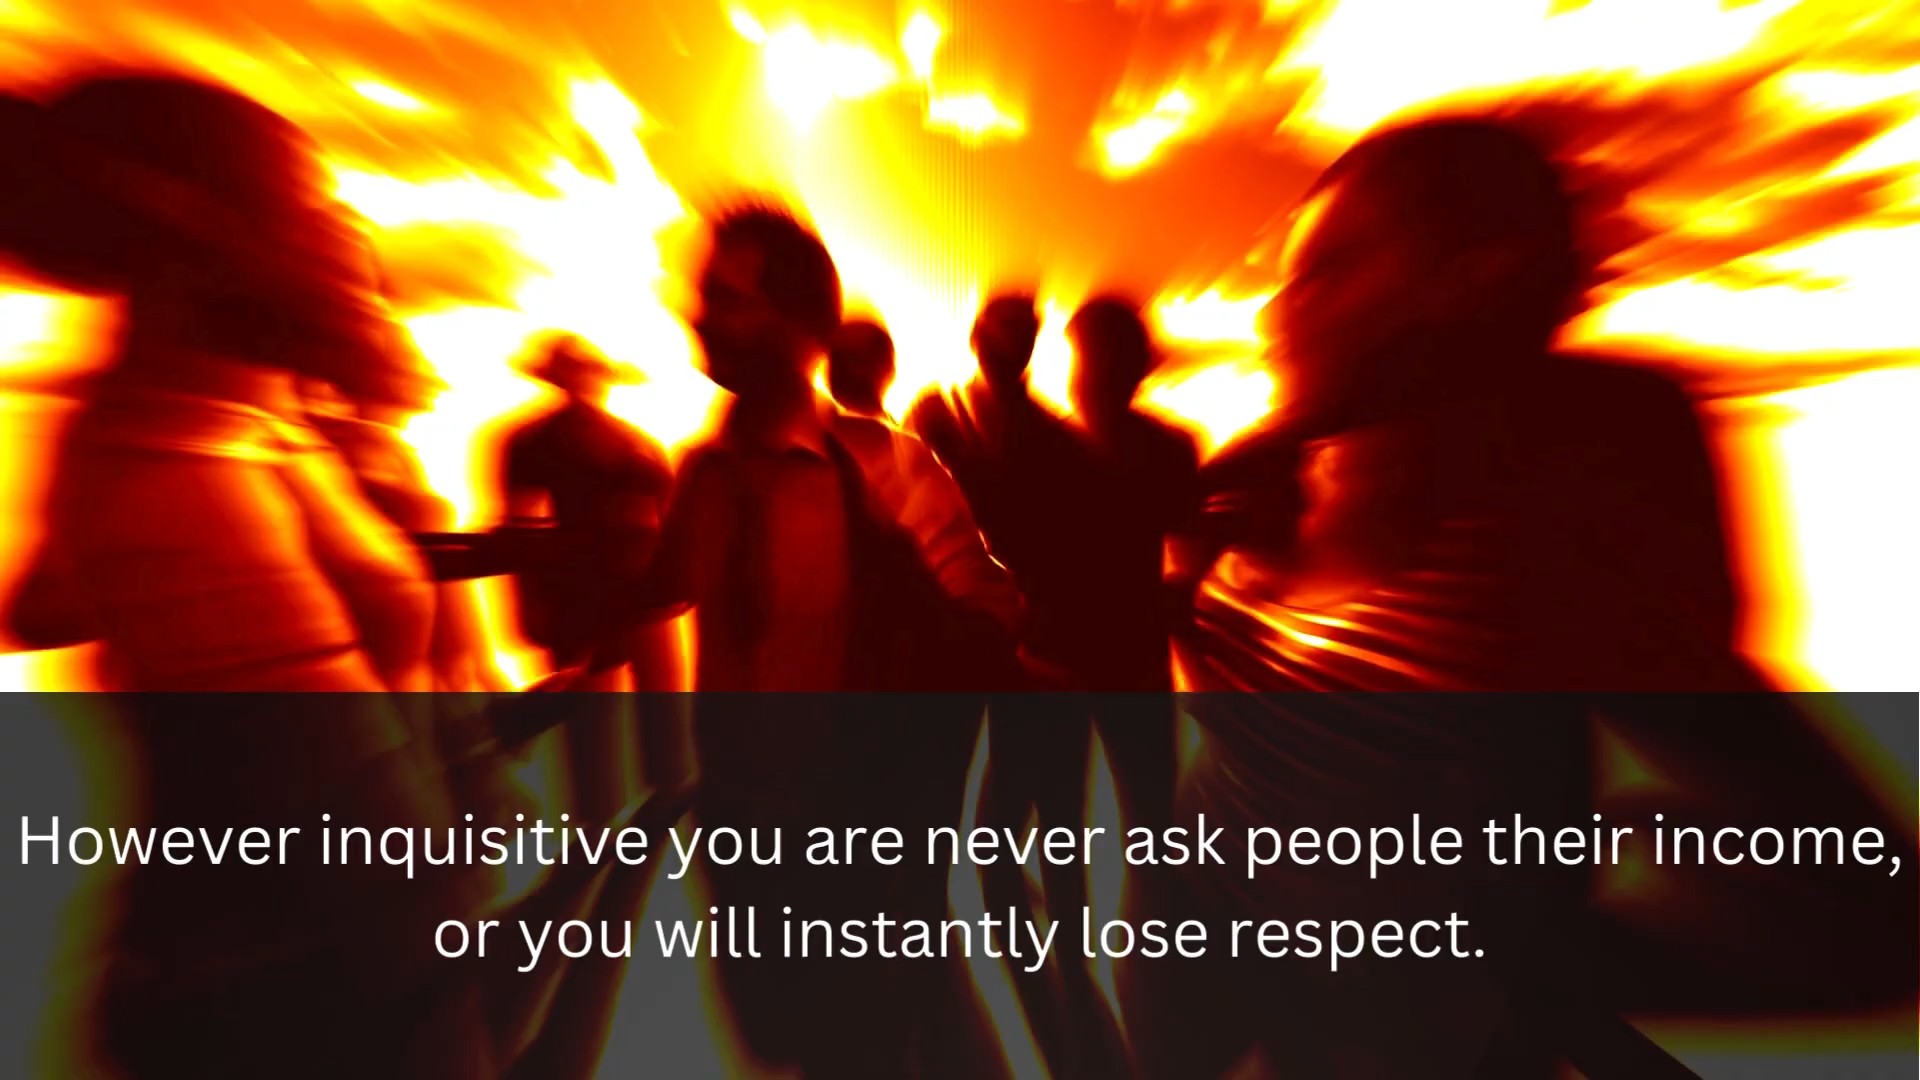 However inquisitive you are never ask people their income,
or you will instantly lose respect.